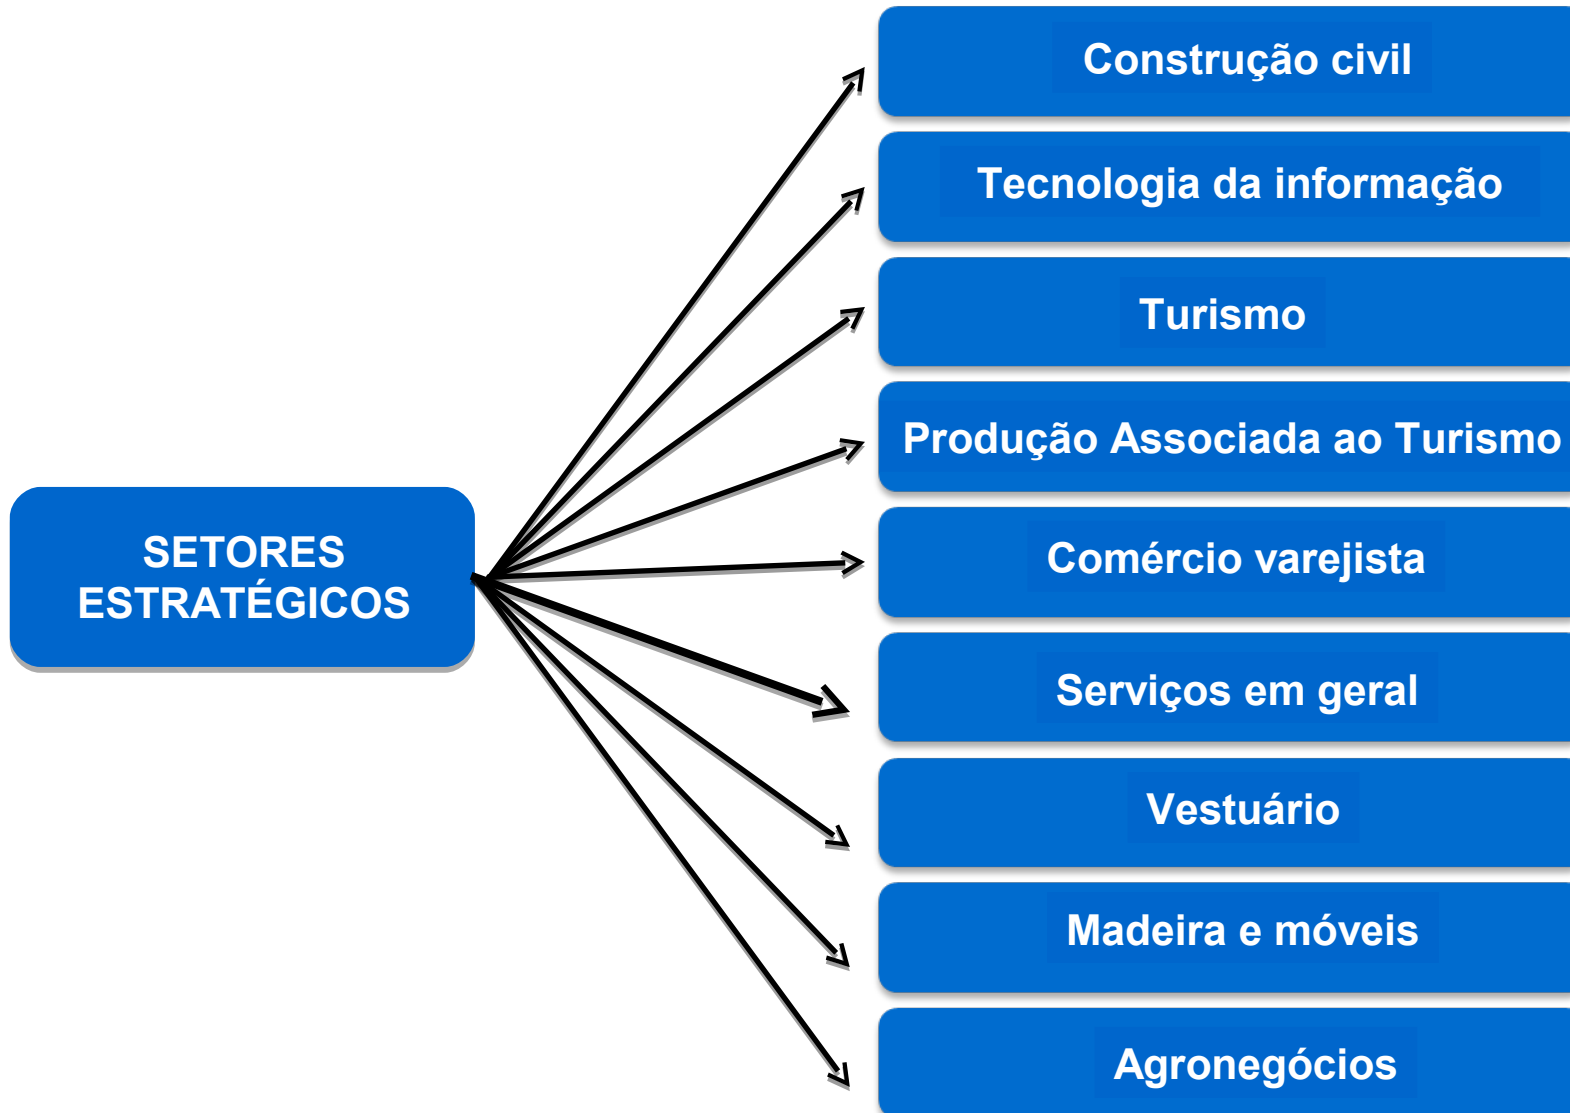 SETORES
ESTRATÉGICOS
Construção civil
Tecnologia da informação
Turismo
Produção Associada ao Turismo
Comércio varejista
Serviços em geral
Vestuário
Madeira e móveis
Agronegócios